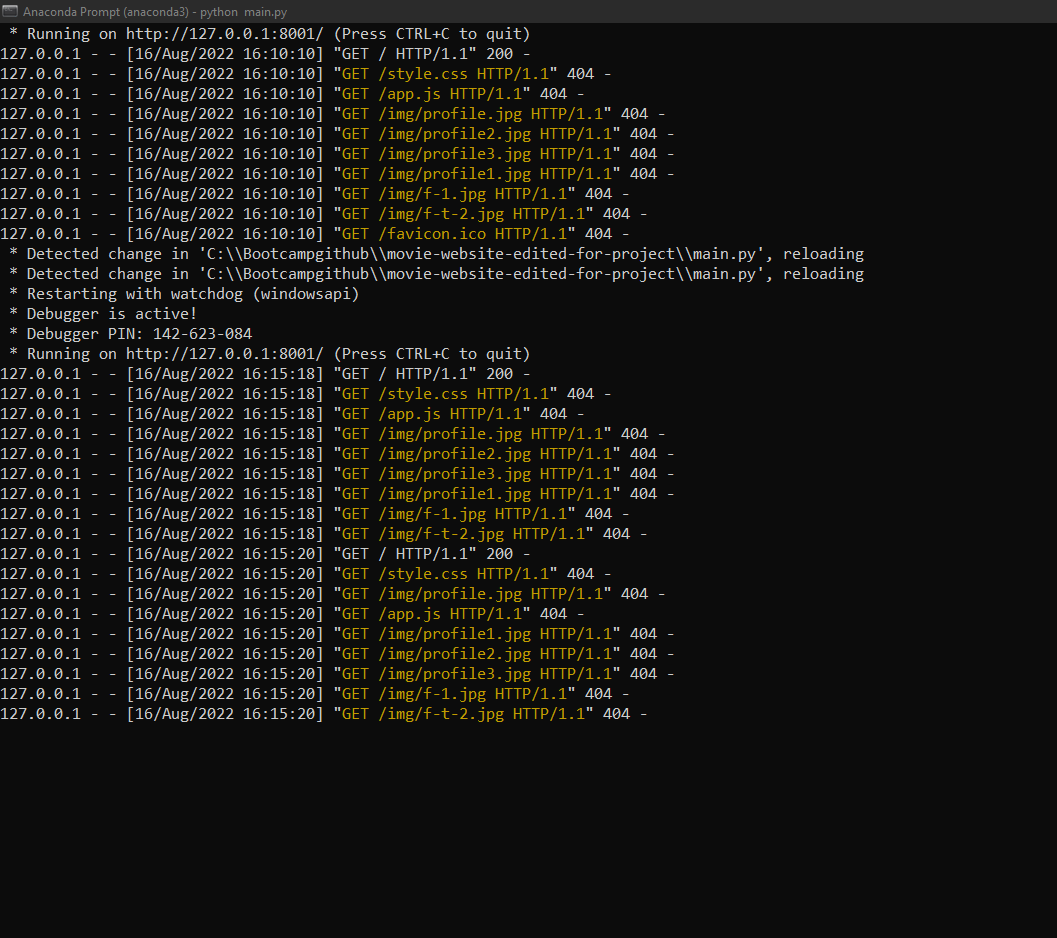 Anaconda Prompt (anaconda3) - python  main.py
 * Running on http://127.0.0.1:8001/ (Press CTRL+C to quit)
127.0.0.1 - - [16/Aug/2022 16:10:10] "GET / HTTP/1.1" 200 -
127.0.0.1 - - [16/Aug/2022 16:10:10] "GET /style.css HTTP/1.1" 404 -
127.0.0.1 - - [16/Aug/2022 16:10:10] "GET /app.js HTTP/1.1" 404 -
127.0.0.1 - - [16/Aug/2022 16:10:10] "GET /img/profile.jpg HTTP/1.1" 404 -
127.0.0.1 - - [16/Aug/2022 16:10:10] "GET /img/profile2.jpg HTTP/1.1" 404 -
127.0.0.1 - - [16/Aug/2022 16:10:10] "GET /img/profile3.jpg HTTP/1.1" 404 -
127.0.0.1 - - [16/Aug/2022 16:10:10] "GET /img/profile1.jpg HTTP/1.1" 404 -
127.0.0.1 - - [16/Aug/2022 16:10:10] "GET /img/f-1.jpg HTTP/1.1" 404 -
127.0.0.1 - - [16/Aug/2022 16:10:10] "GET /img/f-t-2.jpg HTTP/1.1" 404 -
127.0.0.1 - - [16/Aug/2022 16:10:10] "GET /favicon.ico HTTP/1.1" 404 -
 * Detected change in 'C:\\Bootcampgithub\\movie-website-edited-for-project\\main.py', reloading
 * Detected change in 'C:\\Bootcampgithub\\movie-website-edited-for-project\\main.py', reloading
 * Restarting with watchdog (windowsapi)
 * Debugger is active!
 * Debugger PIN: 142-623-084
 * Running on http://127.0.0.1:8001/ (Press CTRL+C to quit)
127.0.0.1 - - [16/Aug/2022 16:15:18] "GET / HTTP/1.1" 200 -
127.0.0.1 - - [16/Aug/2022 16:15:18] "GET /style.css HTTP/1.1" 404 -
127.0.0.1 - - [16/Aug/2022 16:15:18] "GET /app.js HTTP/1.1" 404 -
127.0.0.1 - - [16/Aug/2022 16:15:18] "GET /img/profile.jpg HTTP/1.1" 404 -
127.0.0.1 - - [16/Aug/2022 16:15:18] "GET /img/profile2.jpg HTTP/1.1" 404 -
127.0.0.1 - - [16/Aug/2022 16:15:18] "GET /img/profile3.jpg HTTP/1.1" 404 -
127.0.0.1 - - [16/Aug/2022 16:15:18] "GET /img/profile1.jpg HTTP/1.1" 404 -
127.0.0.1 - - [16/Aug/2022 16:15:18] "GET /img/f-1.jpg HTTP/1.1" 404 -
127.0.0.1 - - [16/Aug/2022 16:15:18] "GET /img/f-t-2.jpg HTTP/1.1" 404 -
127.0.0.1 - - [16/Aug/2022 16:15:20] "GET / HTTP/1.1" 200 -
127.0.0.1 - - [16/Aug/2022 16:15:20] "GET /style.css HTTP/1.1" 404 -
127.0.0.1 - - [16/Aug/2022 16:15:20] "GET /img/profile.jpg HTTP/1.1" 404 -
127.0.0.1 - - [16/Aug/2022 16:15:20] "GET /app.js HTTP/1.1" 404 -
127.0.0.1 - - [16/Aug/2022 16:15:20] "GET /img/profile1.jpg HTTP/1.1" 404 -
127.0.0.1 - - [16/Aug/2022 16:15:20] "GET /img/profile2.jpg HTTP/1.1" 404 -
127.0.0.1 - - [16/Aug/2022 16:15:20] "GET /img/profile3.jpg HTTP/1.1" 404 -
127.0.0.1 - - [16/Aug/2022 16:15:20] "GET /img/f-1.jpg HTTP/1.1" 404 -
127.0.0.1 - - [16/Aug/2022 16:15:20] "GET /img/f-t-2.jpg HTTP/1.1" 404 -